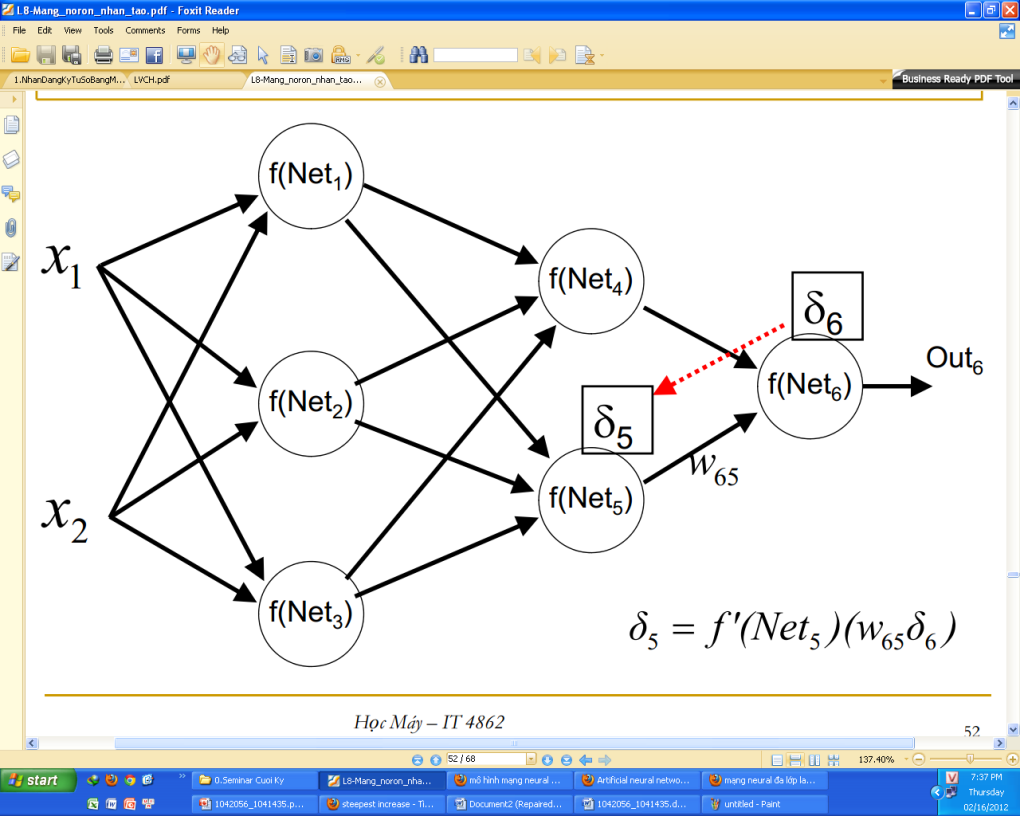 L8-Mang_noron_nhan_tao.pdf - Foxit Reader
File Edit View Tools Comments Forms Help
1.NhanDangKyTuSoBangM... LVCH.pdf L8-Mang_noron_nhan_tao... Business Ready PDF Tool
f(Net₁)
x₁
f(Net₄)
δ₆
Out₆
f(Net₆)
f(Net₂)
δ₅
w₆₅
f(Net₅)
x₂
f(Net₃)
δ₅ = f'(Net₅)(w₆₅δ₆)
Học Máy – IT 4862
52
52 / 68 137.40%
start 0.Seminar Cuoi Ky L8-Mang_noron_nha... mô hình mạng neural ... Artificial neural netwo... mạng neural đa lớp la... 7:37 PM
Thursday
1042056_1041435.p... steepest increase - Ti... Document2 (Repaired... 1042056_1041435.d... untitled - Paint 02/16/2012